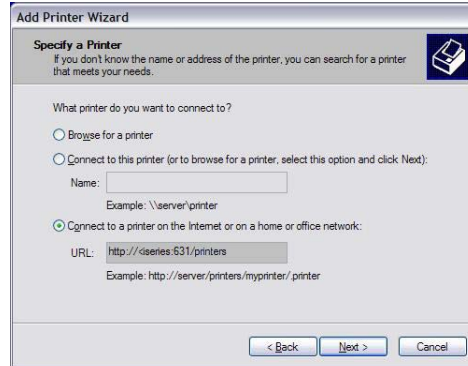 Add Printer Wizard
Specify a Printer
If you don't know the name or address of the printer, you can search for a printer
that meets your needs.
What printer do you want to connect to?
Browse for a printer
Connect to this printer (or to browse for a printer, select this option and click Next):
Name:
Example: \\server\printer
Connect to a printer on the Internet or on a home or office network:
URL: http://<iseries:631/printers
Example: http://server/printers/myprinter/.printer
< Back Next > Cancel